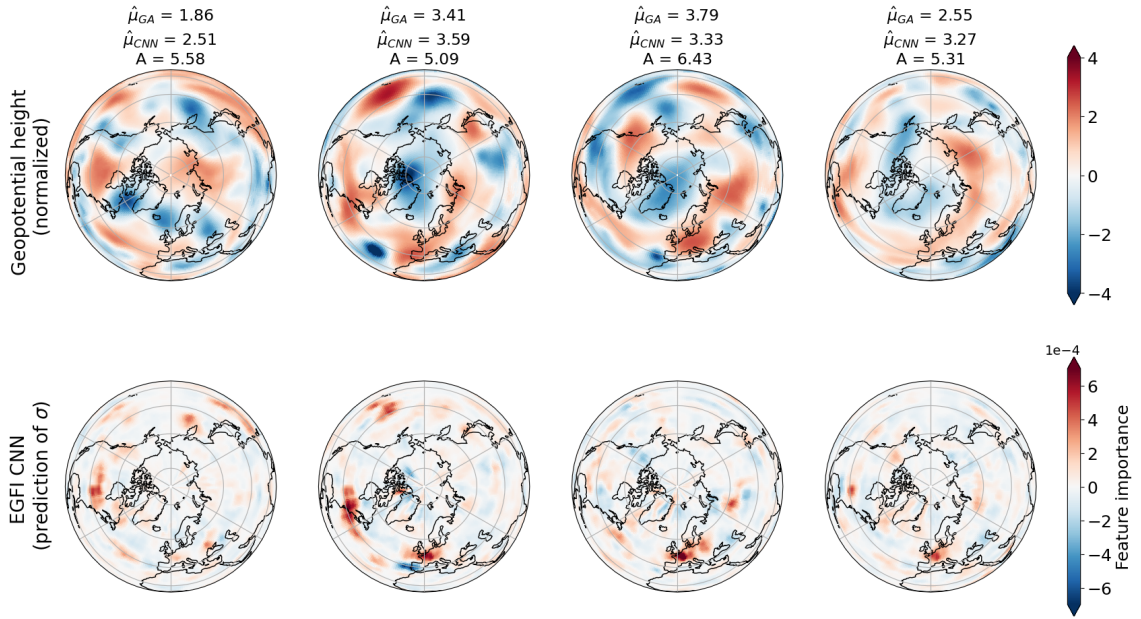 μ̂_GA = 1.86
μ̂_CNN = 2.51
A = 5.58
μ̂_GA = 3.41
μ̂_CNN = 3.59
A = 5.09
μ̂_GA = 3.79
μ̂_CNN = 3.33
A = 6.43
μ̂_GA = 2.55
μ̂_CNN = 3.27
A = 5.31
Geopotential height
(normalized)
4
2
0
−2
−4
EGFI CNN
(prediction of σ)
1e−4
6
4
2
0
−2
−4
−6
Feature importance